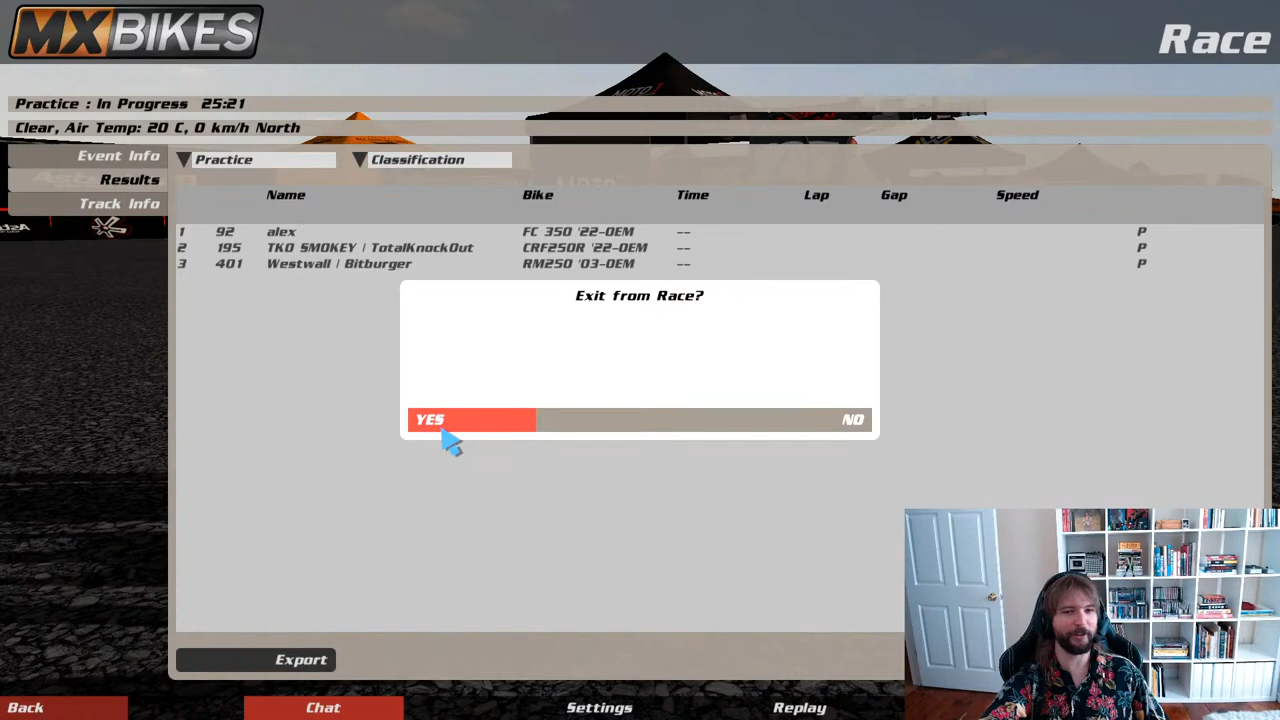 MXBIKES
Race
Practice : In Progress 25:21
Clear, Air Temp: 20 C, 0 km/h North
Event Info
Results
Track Info
Practice
Classification
Name Bike Time Lap Gap Speed
1 92 alex FC 350 '22-OEM -- P
2 195 TKO SMOKEY | TotalKnockOut CRF250R '22-OEM -- P
3 401 Westwall | Bitburger RM250 '03-OEM -- P
Exit from Race?
YES NO
Export
Back Chat Settings Replay